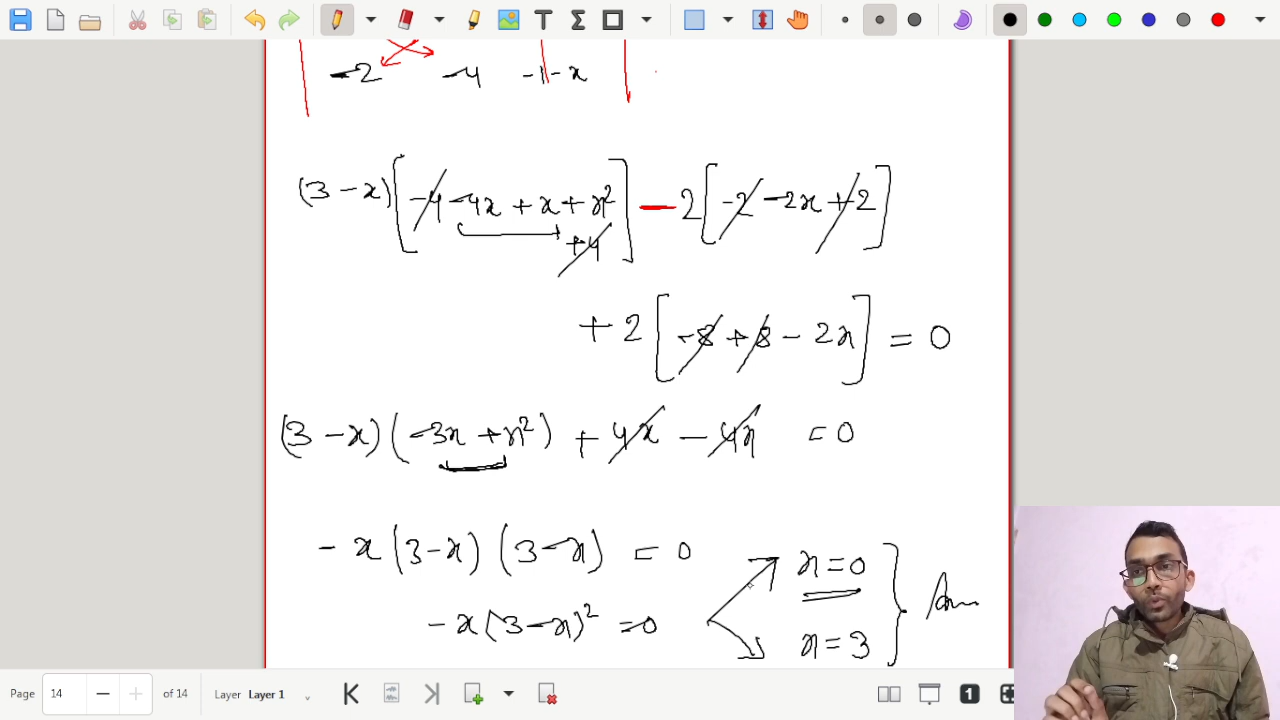 -2 -4 -1-x
(3-x)[-4-4x+x+x²+4] - 2[-2-2x+2]
+2[-8+8-2x] = 0
(3-x)(-3x+x²) + 4x - 4x = 0
-x(3-x)(3-x) = 0
x=0
Ans
-x(3-x)² = 0
x=3
Page 14 of 14 Layer Layer 1 1